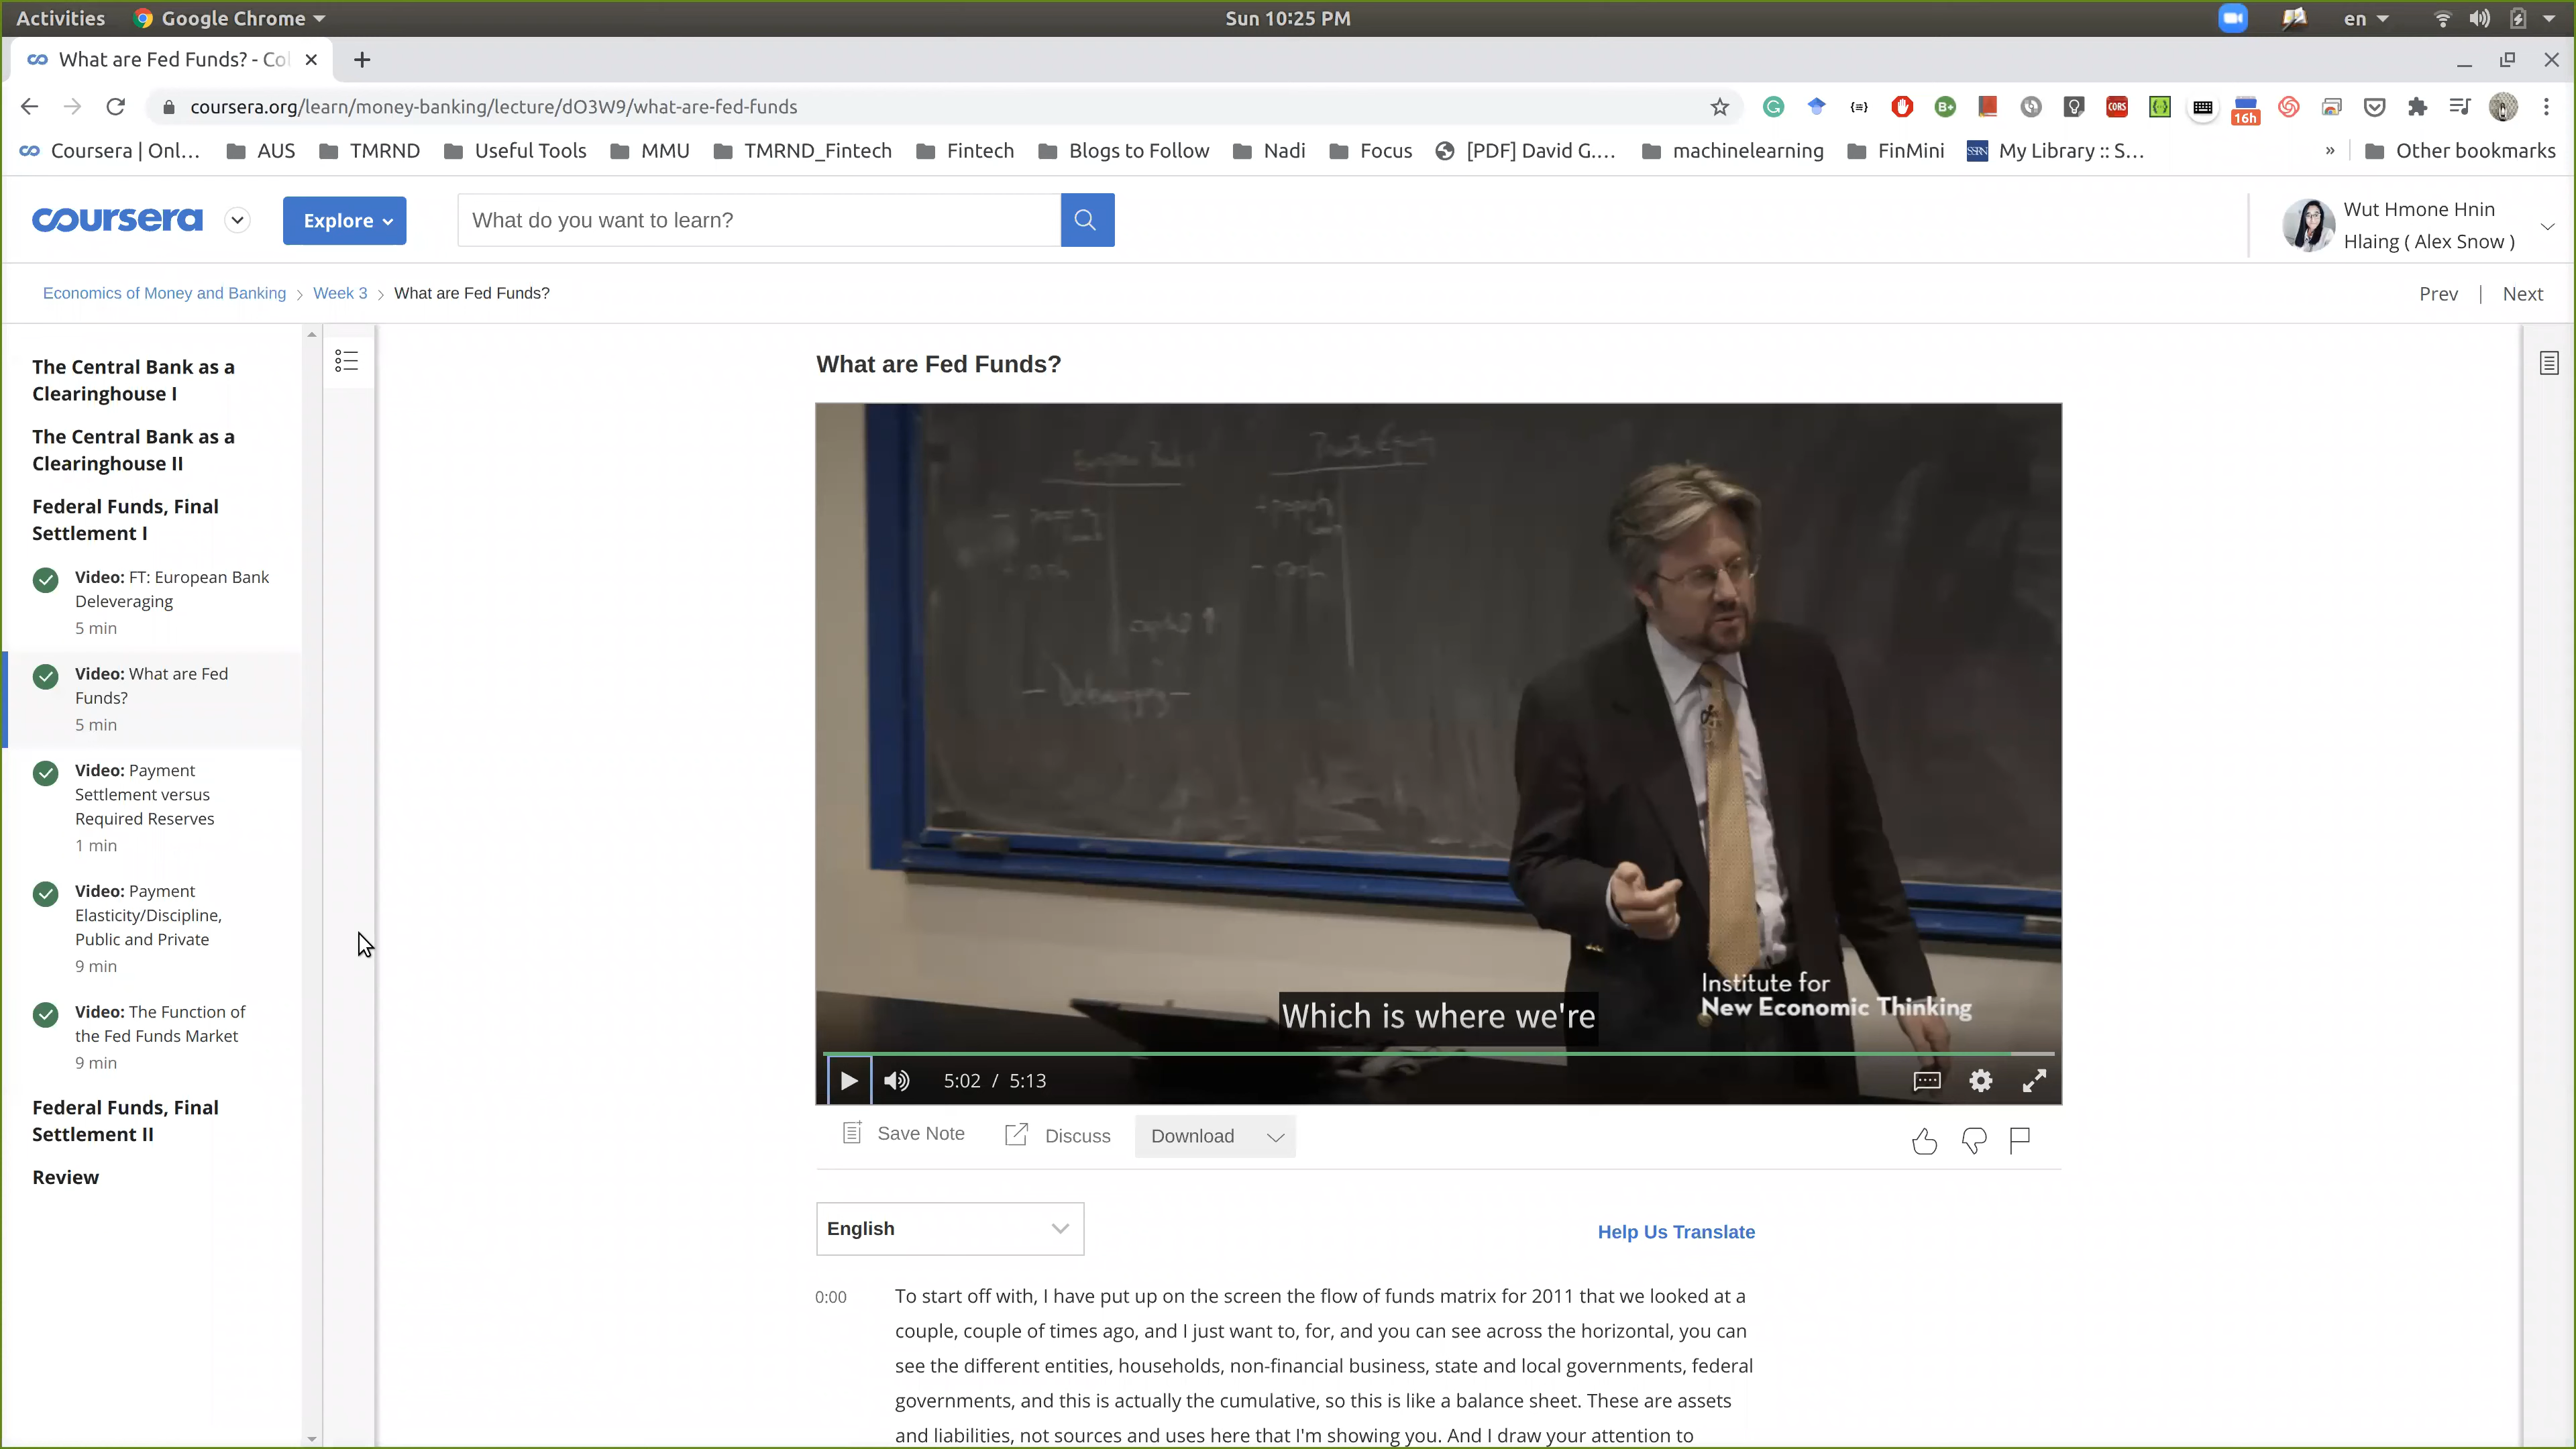 Activities Google Chrome Sun 10:25 PM en
What are Fed Funds? - Co
coursera.org/learn/money-banking/lecture/dO3W9/what-are-fed-funds
B+ CORS 16h
Coursera | Onl... AUS TMRND Useful Tools MMU TMRND_Fintech Fintech Blogs to Follow Nadi Focus [PDF] David G.... machinelearning FinMini SSRN My Library :: S... » Other bookmarks
coursera Explore What do you want to learn? Wut Hmone Hnin
Hlaing ( Alex Snow )
Economics of Money and Banking > Week 3 > What are Fed Funds? Prev | Next
The Central Bank as a
Clearinghouse I
The Central Bank as a
Clearinghouse II
Federal Funds, Final
Settlement I
Video: FT: European Bank
Deleveraging
5 min
Video: What are Fed
Funds?
5 min
Video: Payment
Settlement versus
Required Reserves
1 min
Video: Payment
Elasticity/Discipline,
Public and Private
9 min
Video: The Function of
the Fed Funds Market
9 min
Federal Funds, Final
Settlement II
Review
What are Fed Funds?
Institute for
New Economic Thinking
Which is where we're
5:02 / 5:13
Save Note Discuss Download
English Help Us Translate
0:00 To start off with, I have put up on the screen the flow of funds matrix for 2011 that we looked at a
couple, couple of times ago, and I just want to, for, and you can see across the horizontal, you can
see the different entities, households, non-financial business, state and local governments, federal
governments, and this is actually the cumulative, so this is like a balance sheet. These are assets
and liabilities, not sources and uses here that I'm showing you. And I draw your attention to